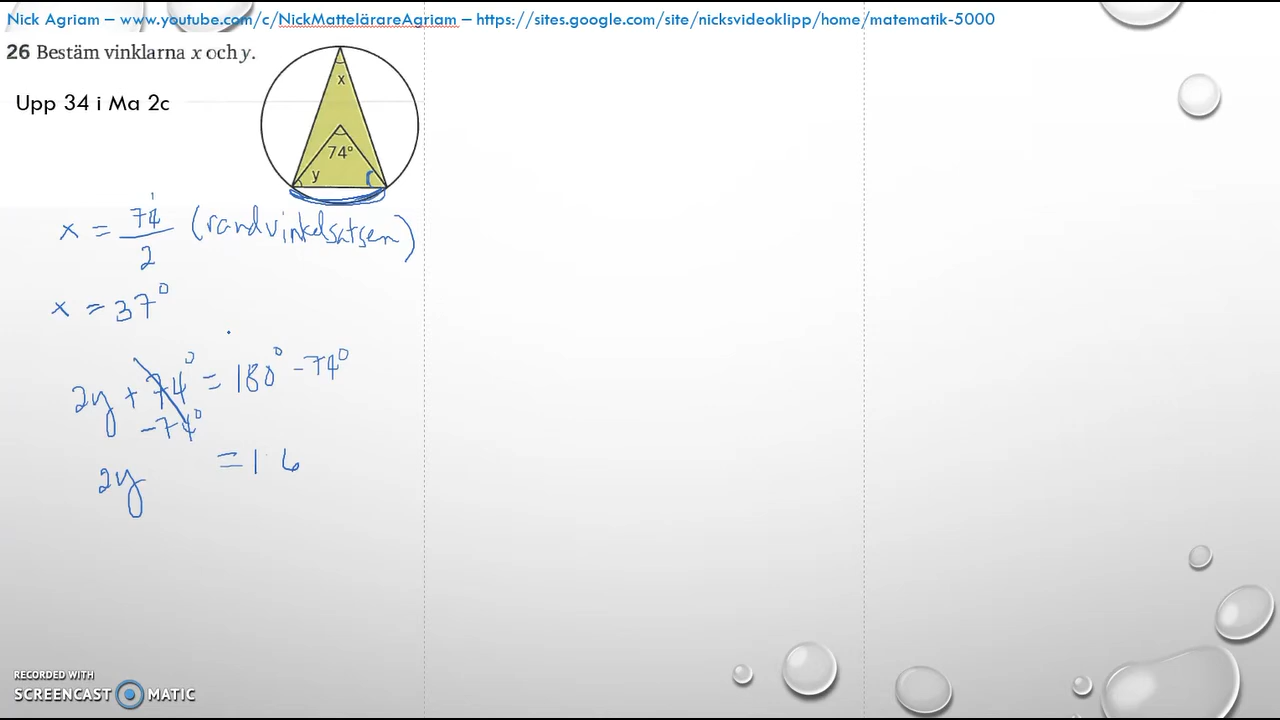 Nick Agriam – www.youtube.com/c/NickMattelärareAgriam – https://sites.google.com/site/nicksvideoklipp/home/matematik-5000
26 Bestäm vinklarna x och y.
Upp 34 i Ma 2c
x
74°
y
x = 74/2 (randvinkelsatsen)
x = 37°
2y + 74° = 180° - 74°
-74°
2y = 1 6
RECORDED WITH
SCREENCAST MATIC